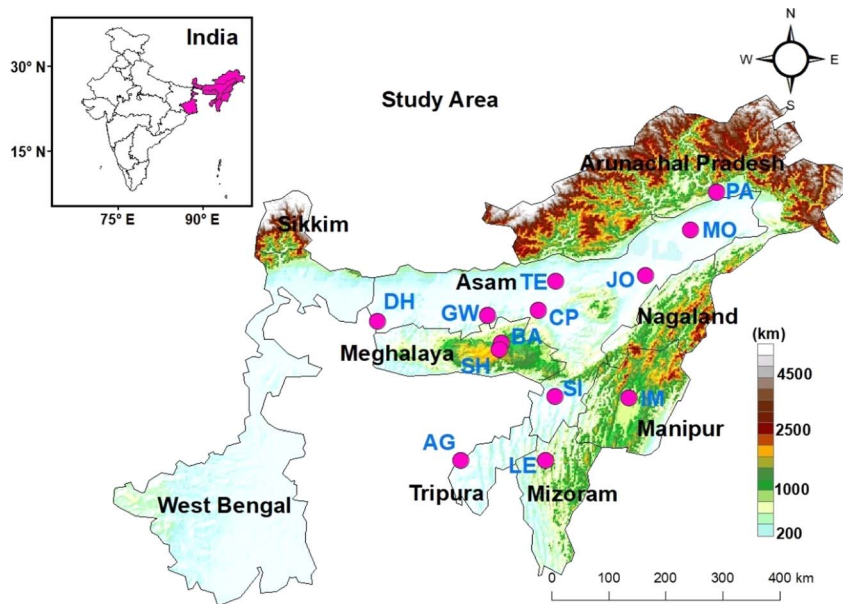 India
30° N
15° N
75° E
90° E
N
W
E
S
Study Area
Arunachal Pradesh
PA
Sikkim
MO
Asam
TE
JO
DH
GW
CP
Nagaland
BA
Meghalaya
SH
(km)
4500
2500
1000
200
SI
IM
Manipur
AG
LE
Tripura
Mizoram
West Bengal
0 100 200 300 400 km